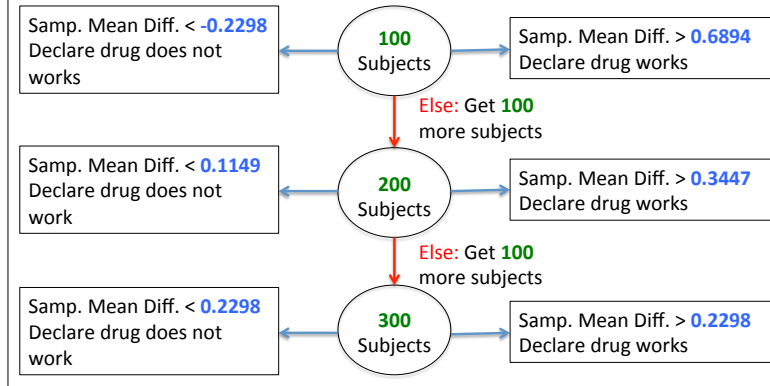 Samp. Mean Diff. < -0.2298
Declare drug does not
works
100
Subjects
Samp. Mean Diff. > 0.6894
Declare drug works
Else: Get 100
more subjects
Samp. Mean Diff. < 0.1149
Declare drug does not
work
200
Subjects
Samp. Mean Diff. > 0.3447
Declare drug works
Else: Get 100
more subjects
Samp. Mean Diff. < 0.2298
Declare drug does not
work
300
Subjects
Samp. Mean Diff. > 0.2298
Declare drug works